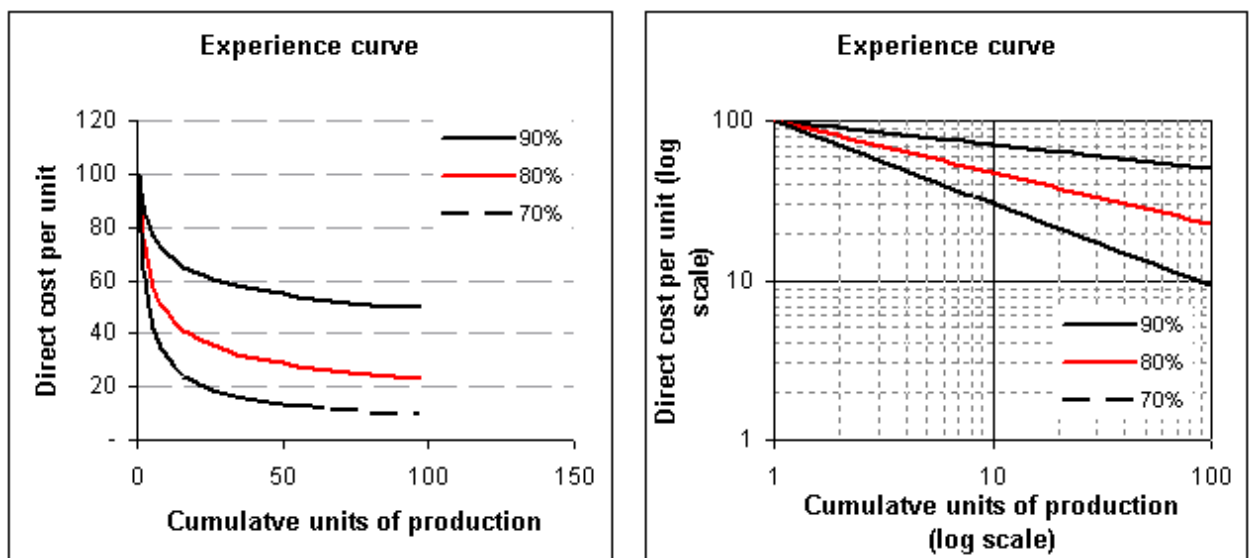 Experience curve
120
100
80
60
40
20
-
0
50
100
150
90%
80%
70%
Direct cost per unit
Cumulatve units of production
Experience curve
100
10
1
1
10
100
90%
80%
70%
Direct cost per unit (log
scale)
Cumulative units of production
(log scale)